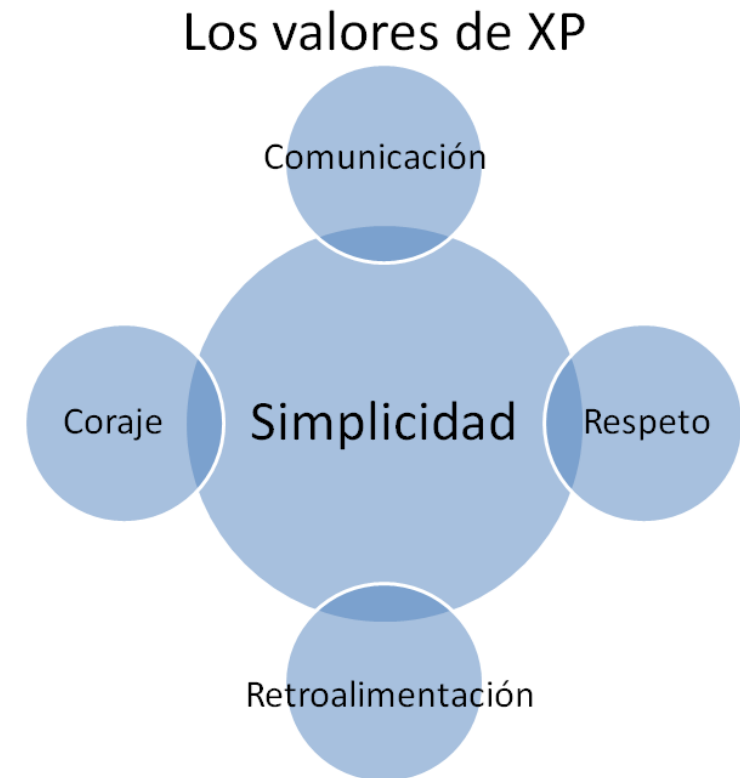 Los valores de XP
Comunicación
Coraje
Simplicidad
Respeto
Retroalimentación